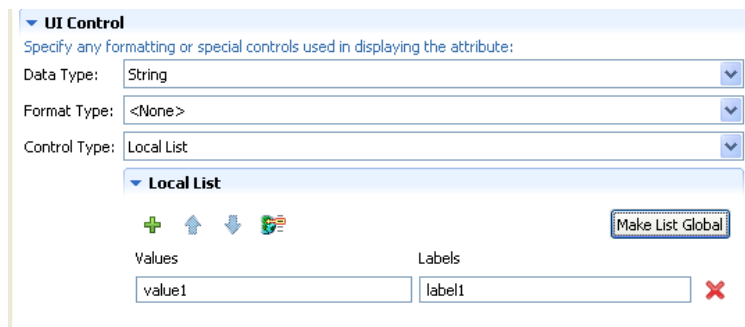 UI Control
Specify any formatting or special controls used in displaying the attribute:
Data Type: String
Format Type: <None>
Control Type: Local List
Local List
Make List Global
Values Labels
value1 label1